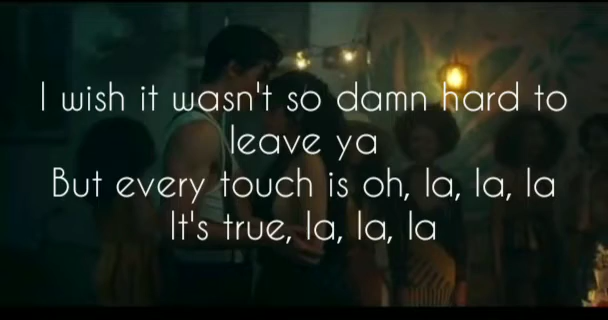 I wish it wasn't so damn hard to
leave ya
But every touch is oh, la, la, la
It's true, la, la, la